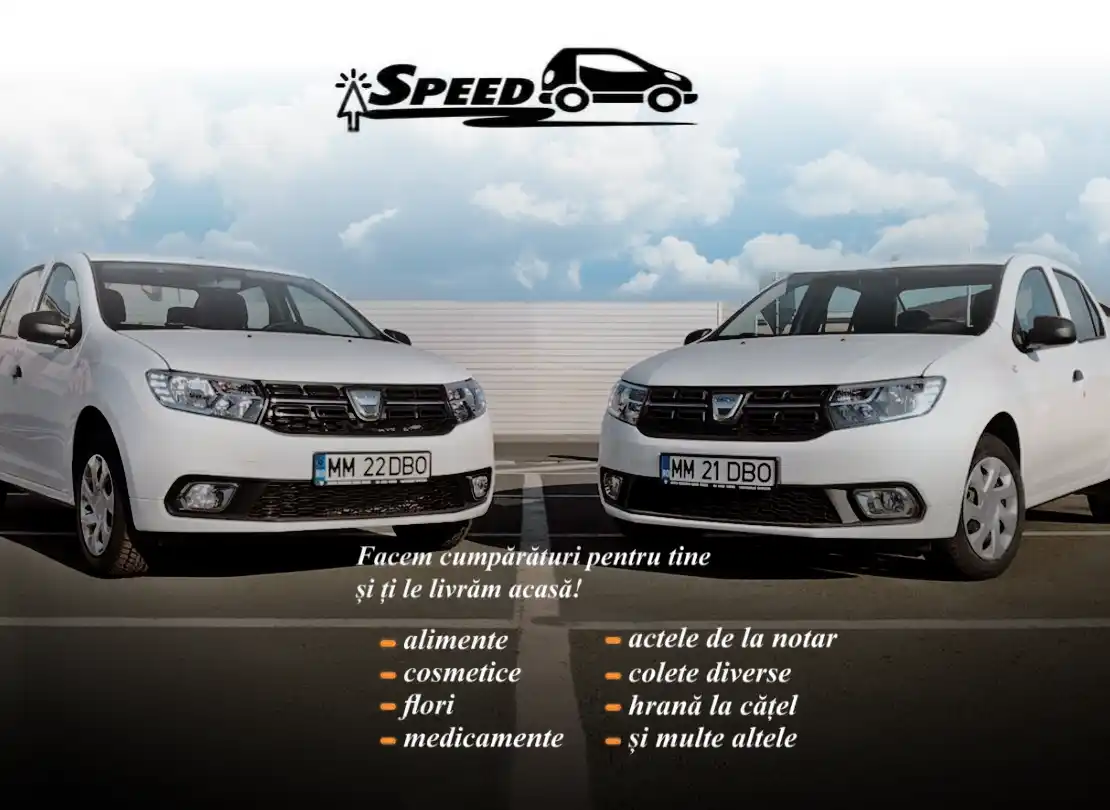 SPEED
MM 22 DBO
MM 21 DBO
Facem cumpărături pentru tine
și ți le livrăm acasă!
alimente
cosmetice
flori
medicamente
actele de la notar
colete diverse
hrană la cățel
și multe altele